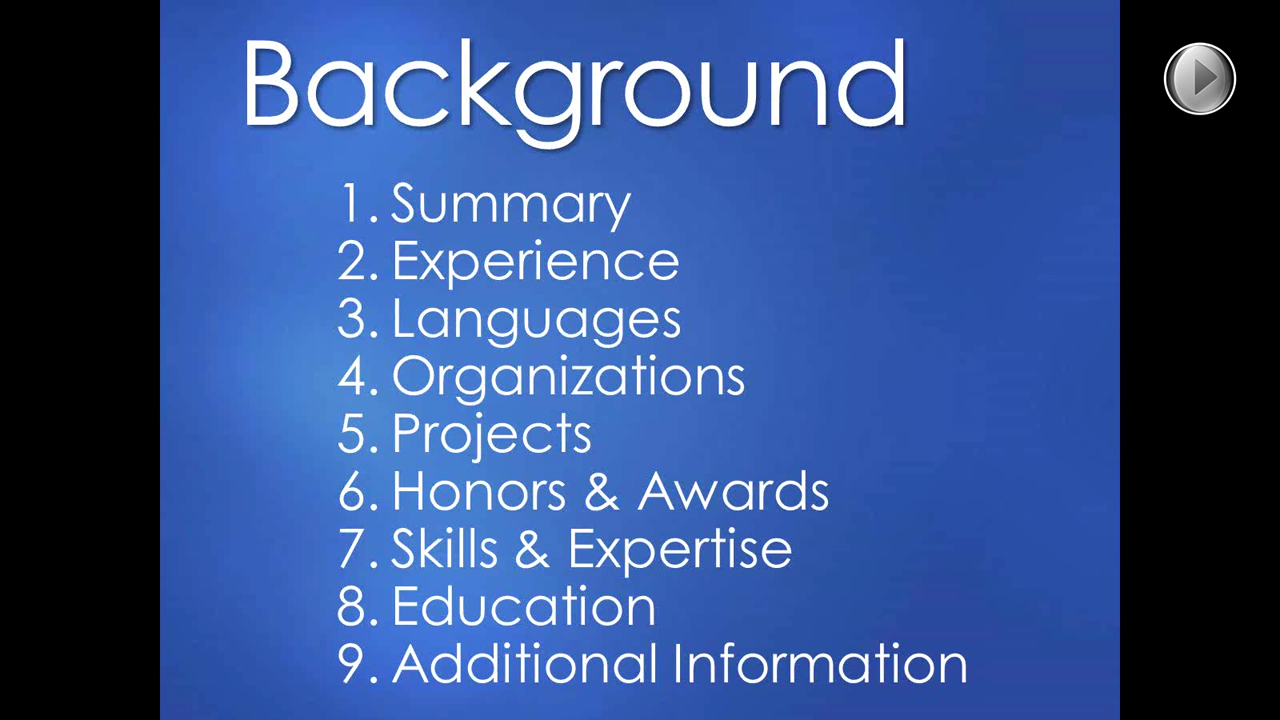 Background
1. Summary
2. Experience
3. Languages
4. Organizations
5. Projects
6. Honors & Awards
7. Skills & Expertise
8. Education
9. Additional Information